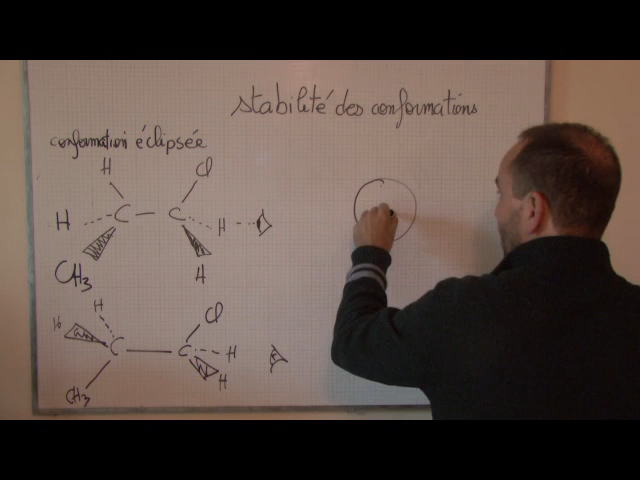 stabilité des conformations
conformation éclipsée
H Cl
H C C H
CH3 H
H Cl
H C C H
H
CH3